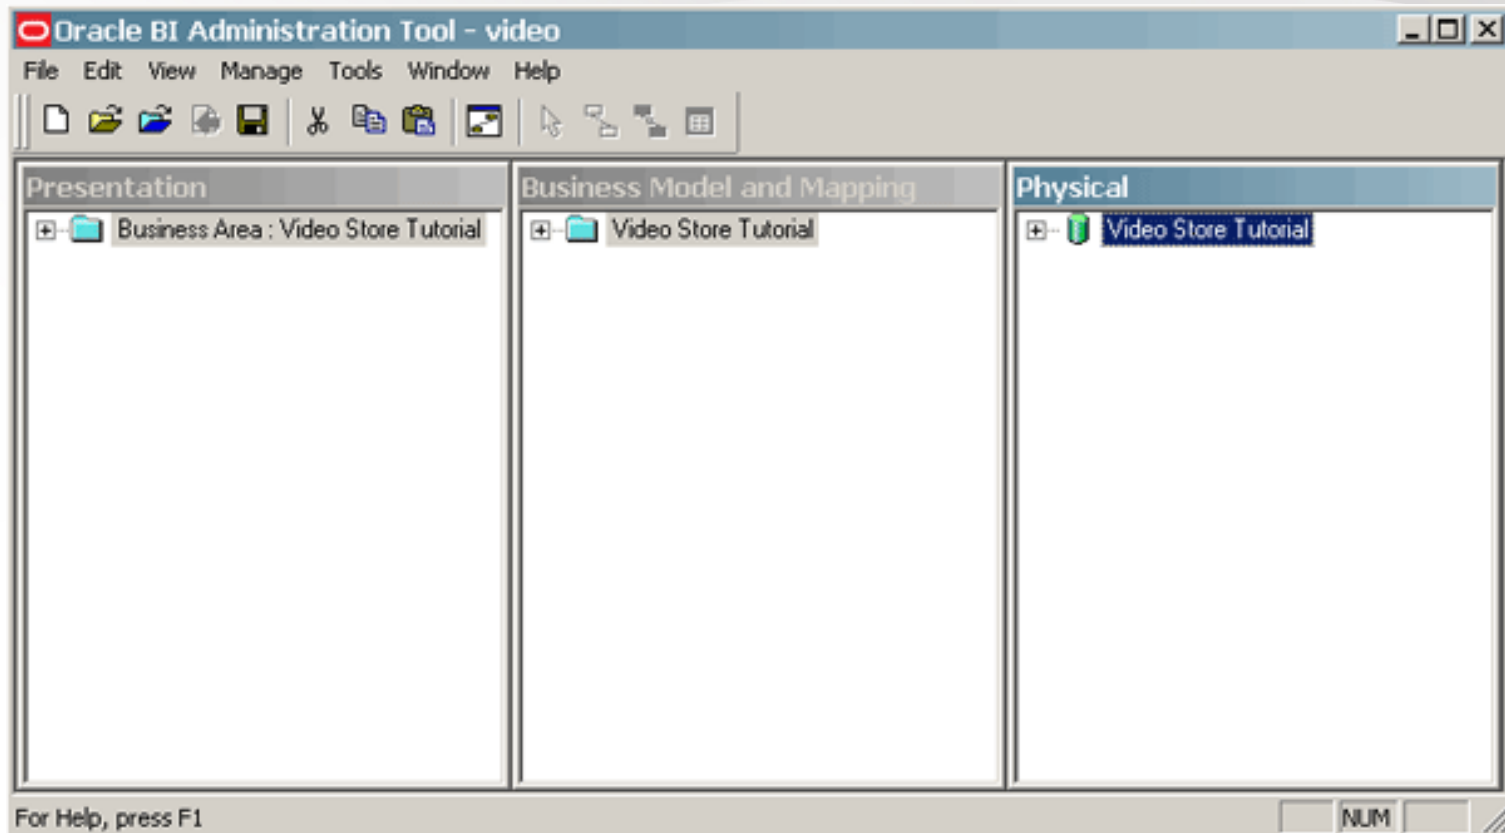 Oracle BI Administration Tool - video
File Edit View Manage Tools Window Help
Presentation
Business Area : Video Store Tutorial
Business Model and Mapping
Video Store Tutorial
Physical
Video Store Tutorial
For Help, press F1
NUM